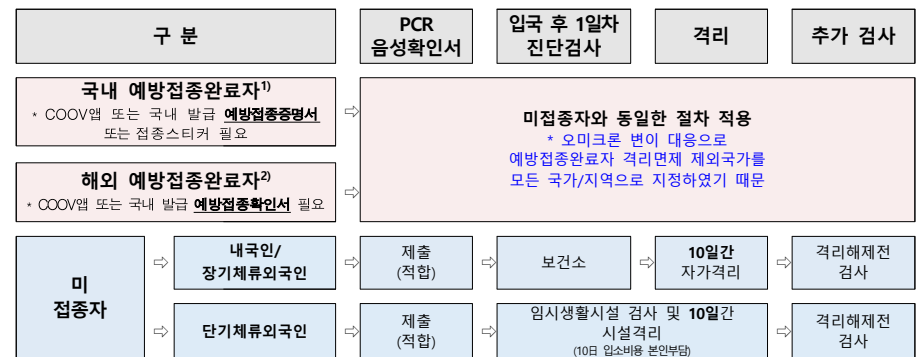 구 분
PCR
음성확인서
입국 후 1일차
진단검사
격리
추가 검사
국내 예방접종완료자1)
* COOV앱 또는 국내 발급 예방접종증명서
또는 접종스티커 필요
⇨
해외 예방접종완료자2)
* COOV앱 또는 국내 발급 예방접종확인서 필요
⇨
미접종자와 동일한 절차 적용
* 오미크론 변이 대응으로
예방접종완료자 격리면제 제외국가를
모든 국가/지역으로 지정하였기 때문
미
접종자
⇨
내국인/
장기체류외국인
⇨
제출
(적합)
⇨
보건소
⇨
10일간
자가격리
⇨
격리해제전
검사
⇨
단기체류외국인
⇨
제출
(적합)
⇨
임시생활시설 검사 및 10일간
시설격리
(10日 입소비용 본인부담)
⇨
격리해제전
검사